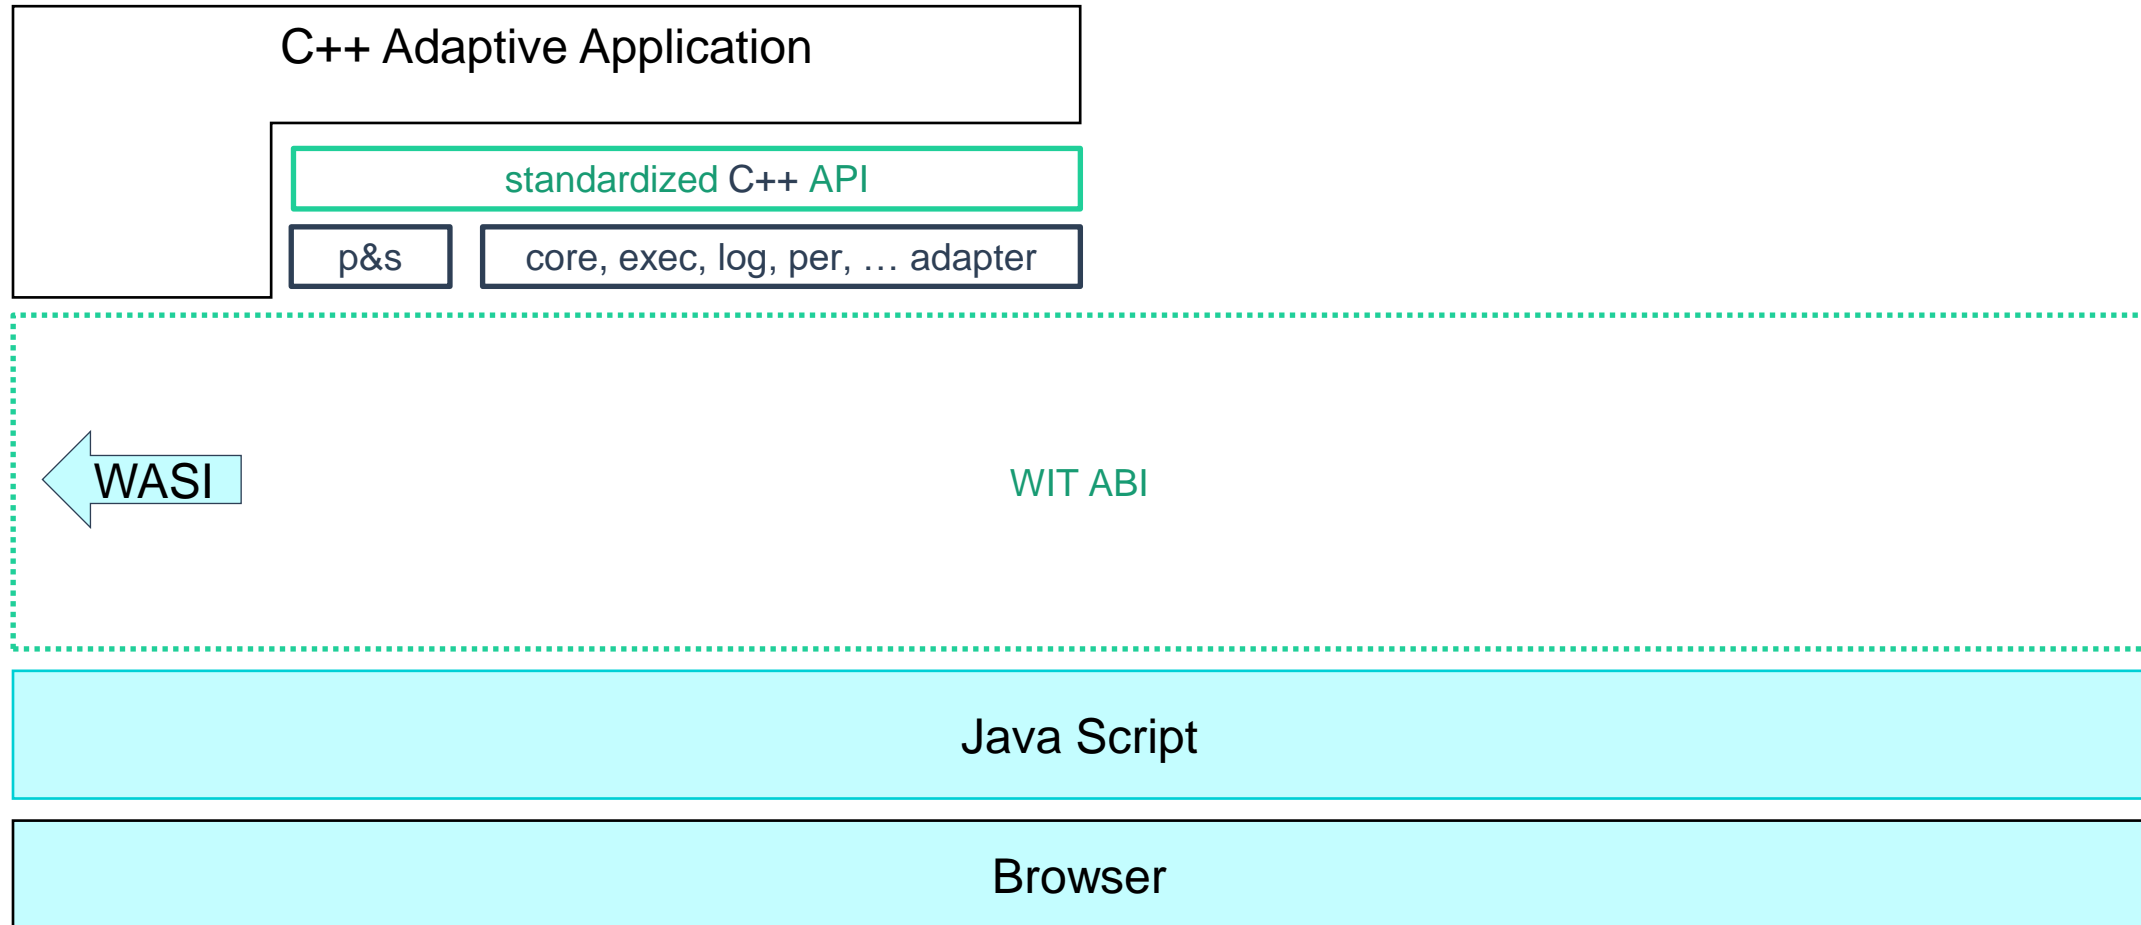 C++ Adaptive Application
standardized C++ API
p&s
core, exec, log, per, … adapter
WASI
WIT ABI
Java Script
Browser